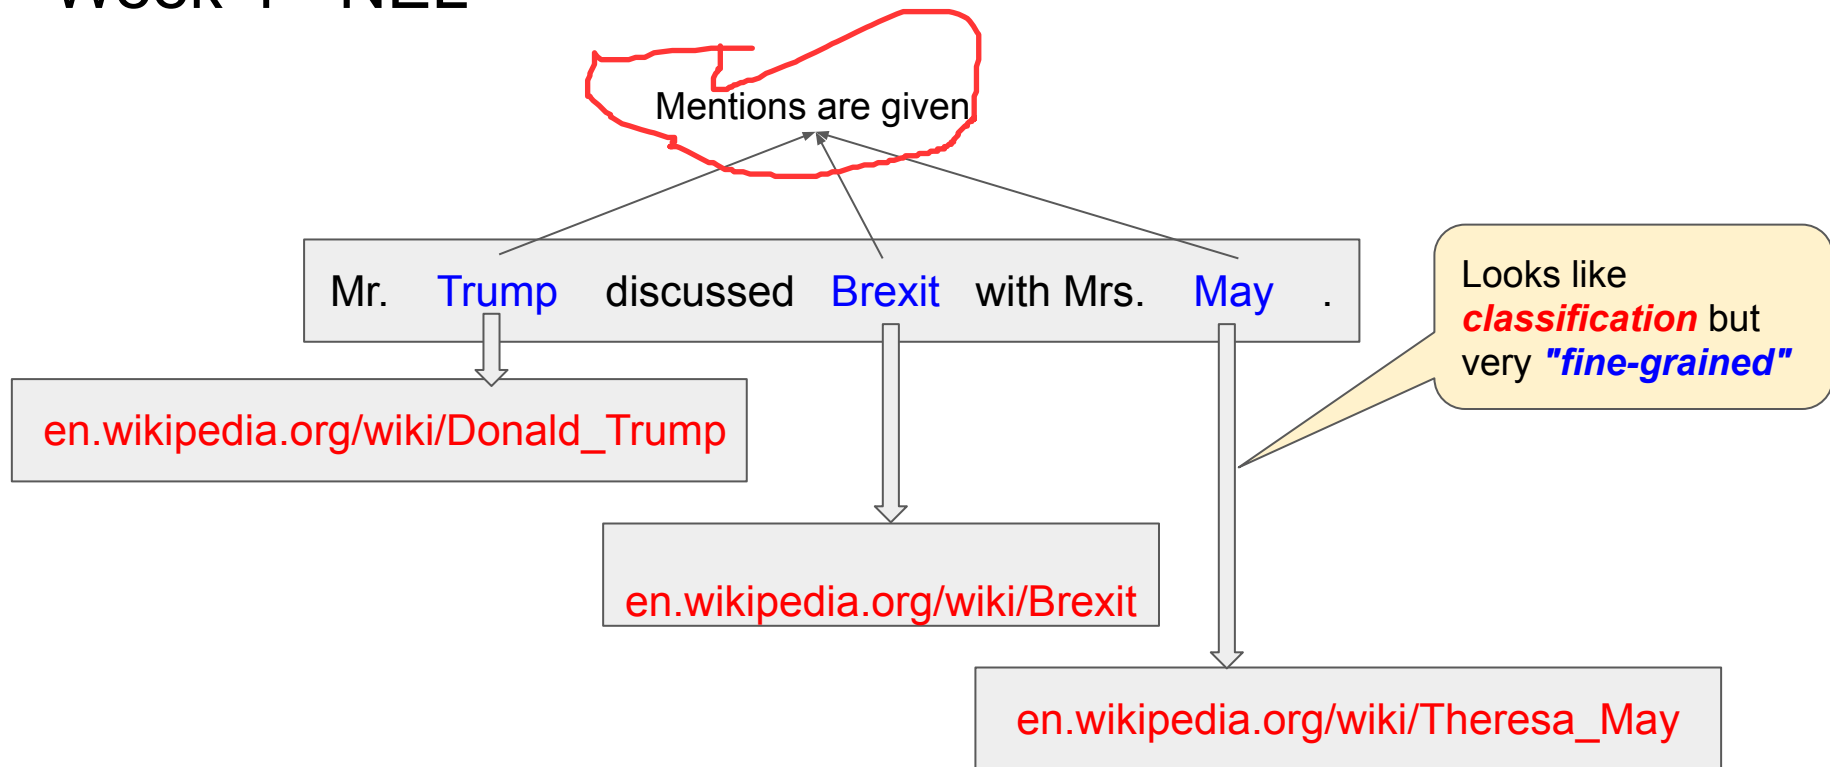 Mentions are given
Mr. Trump discussed Brexit with Mrs. May .
Looks like
classification but
very "fine-grained"
en.wikipedia.org/wiki/Donald_Trump
en.wikipedia.org/wiki/Brexit
en.wikipedia.org/wiki/Theresa_May